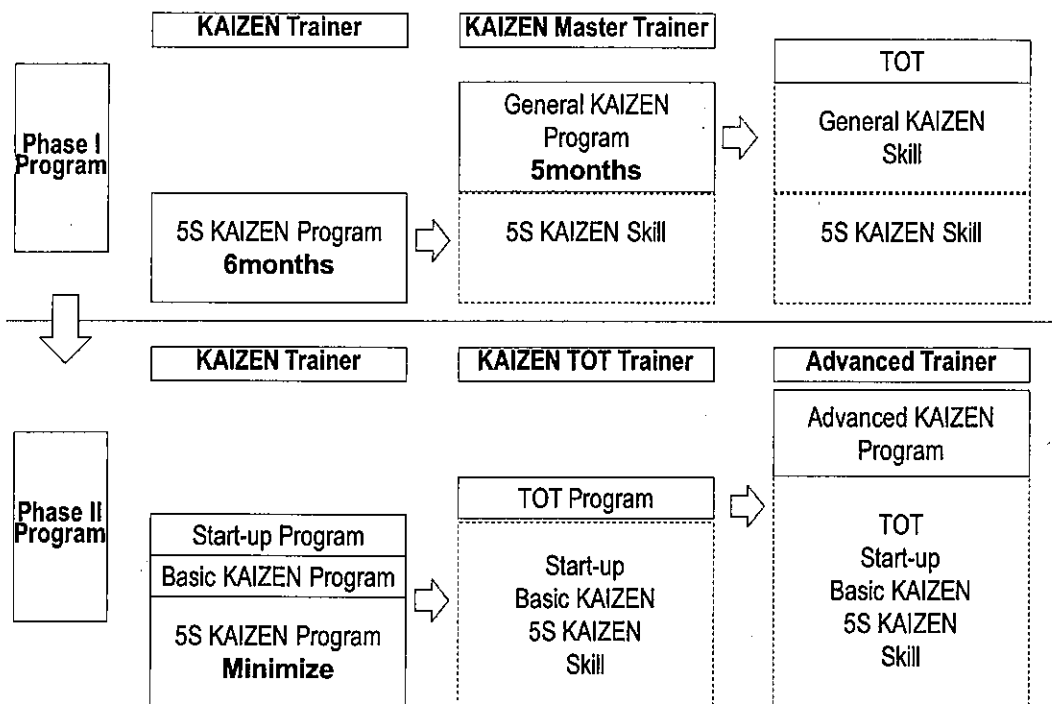 KAIZEN Trainer
KAIZEN Master Trainer
Phase I
Program
5S KAIZEN Program
6months
General KAIZEN
Program
5months
5S KAIZEN Skill
TOT
General KAIZEN
Skill
5S KAIZEN Skill
KAIZEN Trainer
KAIZEN TOT Trainer
Advanced Trainer
Phase II
Program
Start-up Program
Basic KAIZEN Program
5S KAIZEN Program
Minimize
TOT Program
Start-up
Basic KAIZEN
5S KAIZEN
Skill
Advanced KAIZEN
Program
TOT
Start-up
Basic KAIZEN
5S KAIZEN
Skill